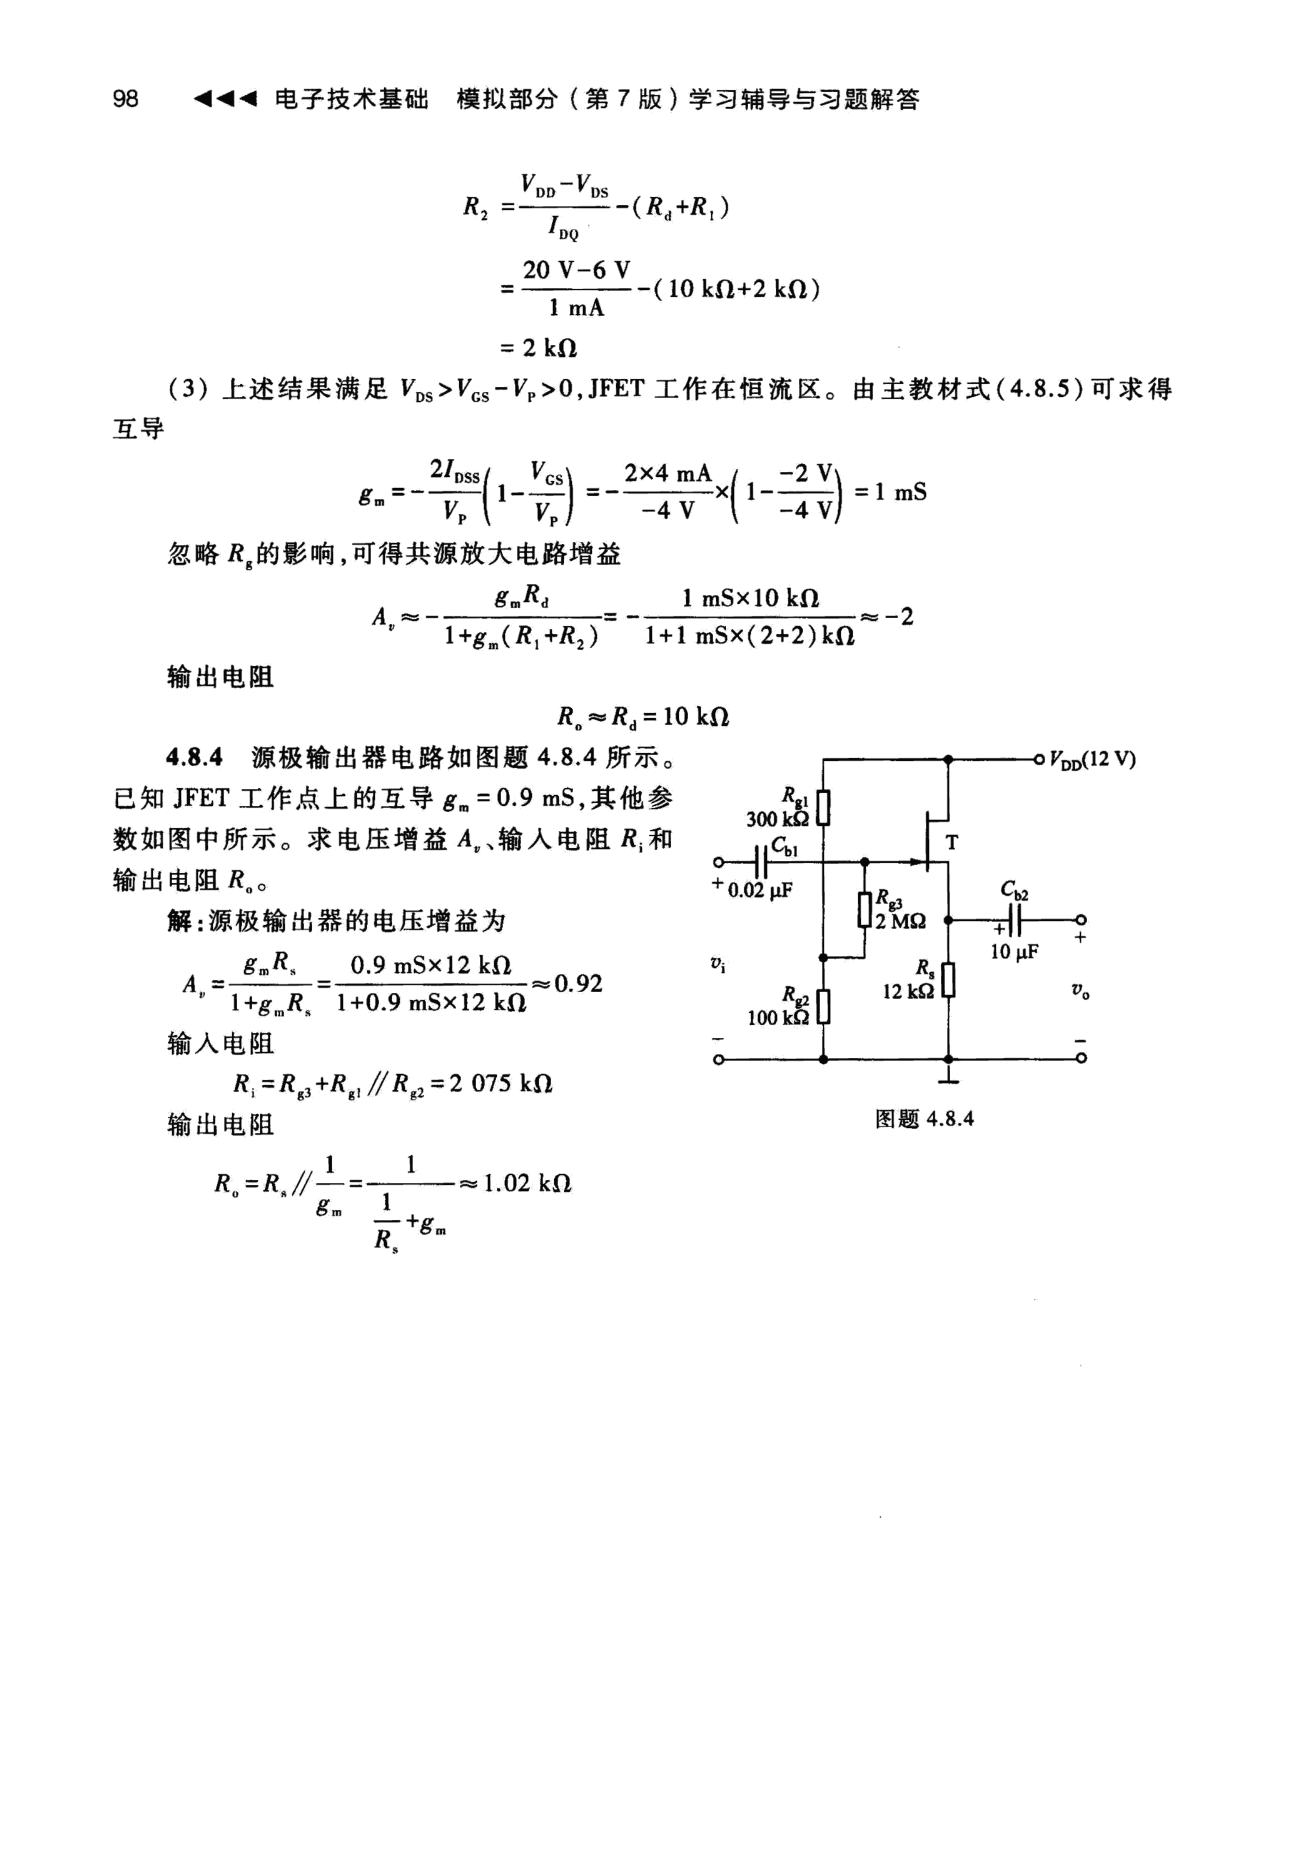 98 ◀◀◀ 电子技术基础 模拟部分(第7版)学习辅导与习题解答
R₂ = (V_DD−V_DS)/I_DQ −(R_d+R₁)
= (20 V−6 V)/(1 mA) −(10 kΩ+2 kΩ)
= 2 kΩ
(3) 上述结果满足 V_DS>V_GS−V_P>0,JFET 工作在恒流区。由主教材式(4.8.5)可求得
互导
g_m = −(2I_DSS/V_P)(1−V_GS/V_P) = −(2×4 mA)/(−4 V)×(1−(−2 V)/(−4 V)) = 1 mS
忽略 R_g的影响,可得共源放大电路增益
A_v ≈ −g_mR_d/(1+g_m(R₁+R₂)) = −(1 mS×10 kΩ)/(1+1 mS×(2+2)kΩ) ≈ −2
输出电阻
R_o ≈ R_d = 10 kΩ
4.8.4 源极输出器电路如图题 4.8.4 所示。
已知 JFET 工作点上的互导 g_m = 0.9 mS,其他参
数如图中所示。求电压增益 A_v、输入电阻 R_i和
输出电阻 R_o。
解:源极输出器的电压增益为
A_v = g_mR_s/(1+g_mR_s) = (0.9 mS×12 kΩ)/(1+0.9 mS×12 kΩ) ≈ 0.92
输入电阻
R_i = R_g3+R_g1∥R_g2 = 2 075 kΩ
输出电阻
R_o = R_s∥1/g_m = 1/(1/R_s+g_m) ≈ 1.02 kΩ
V_DD(12 V)
R_g1
300 kΩ
T
C_b1
+ 0.02 μF
R_g3
2 MΩ
C_b2
+
10 μF
+
v_i
R_s
12 kΩ
v_o
R_g2
100 kΩ
−
−
图题 4.8.4